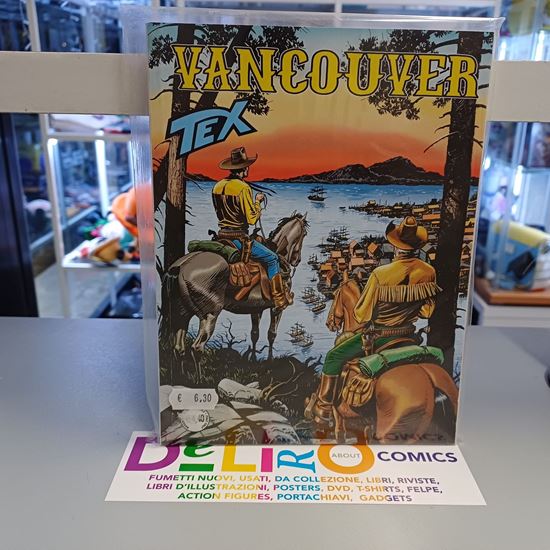 VANCOUVER
TEX
€ 6,30
DeLiRO ABOUT COMICS
FUMETTI NUOVI, USATI, DA COLLEZIONE, LIBRI, RIVISTE,
LIBRI D'ILLUSTRAZIONI, POSTERS, DVD, T-SHIRTS, FELPE,
ACTION FIGURES, PORTACHIAVI, GADGETS